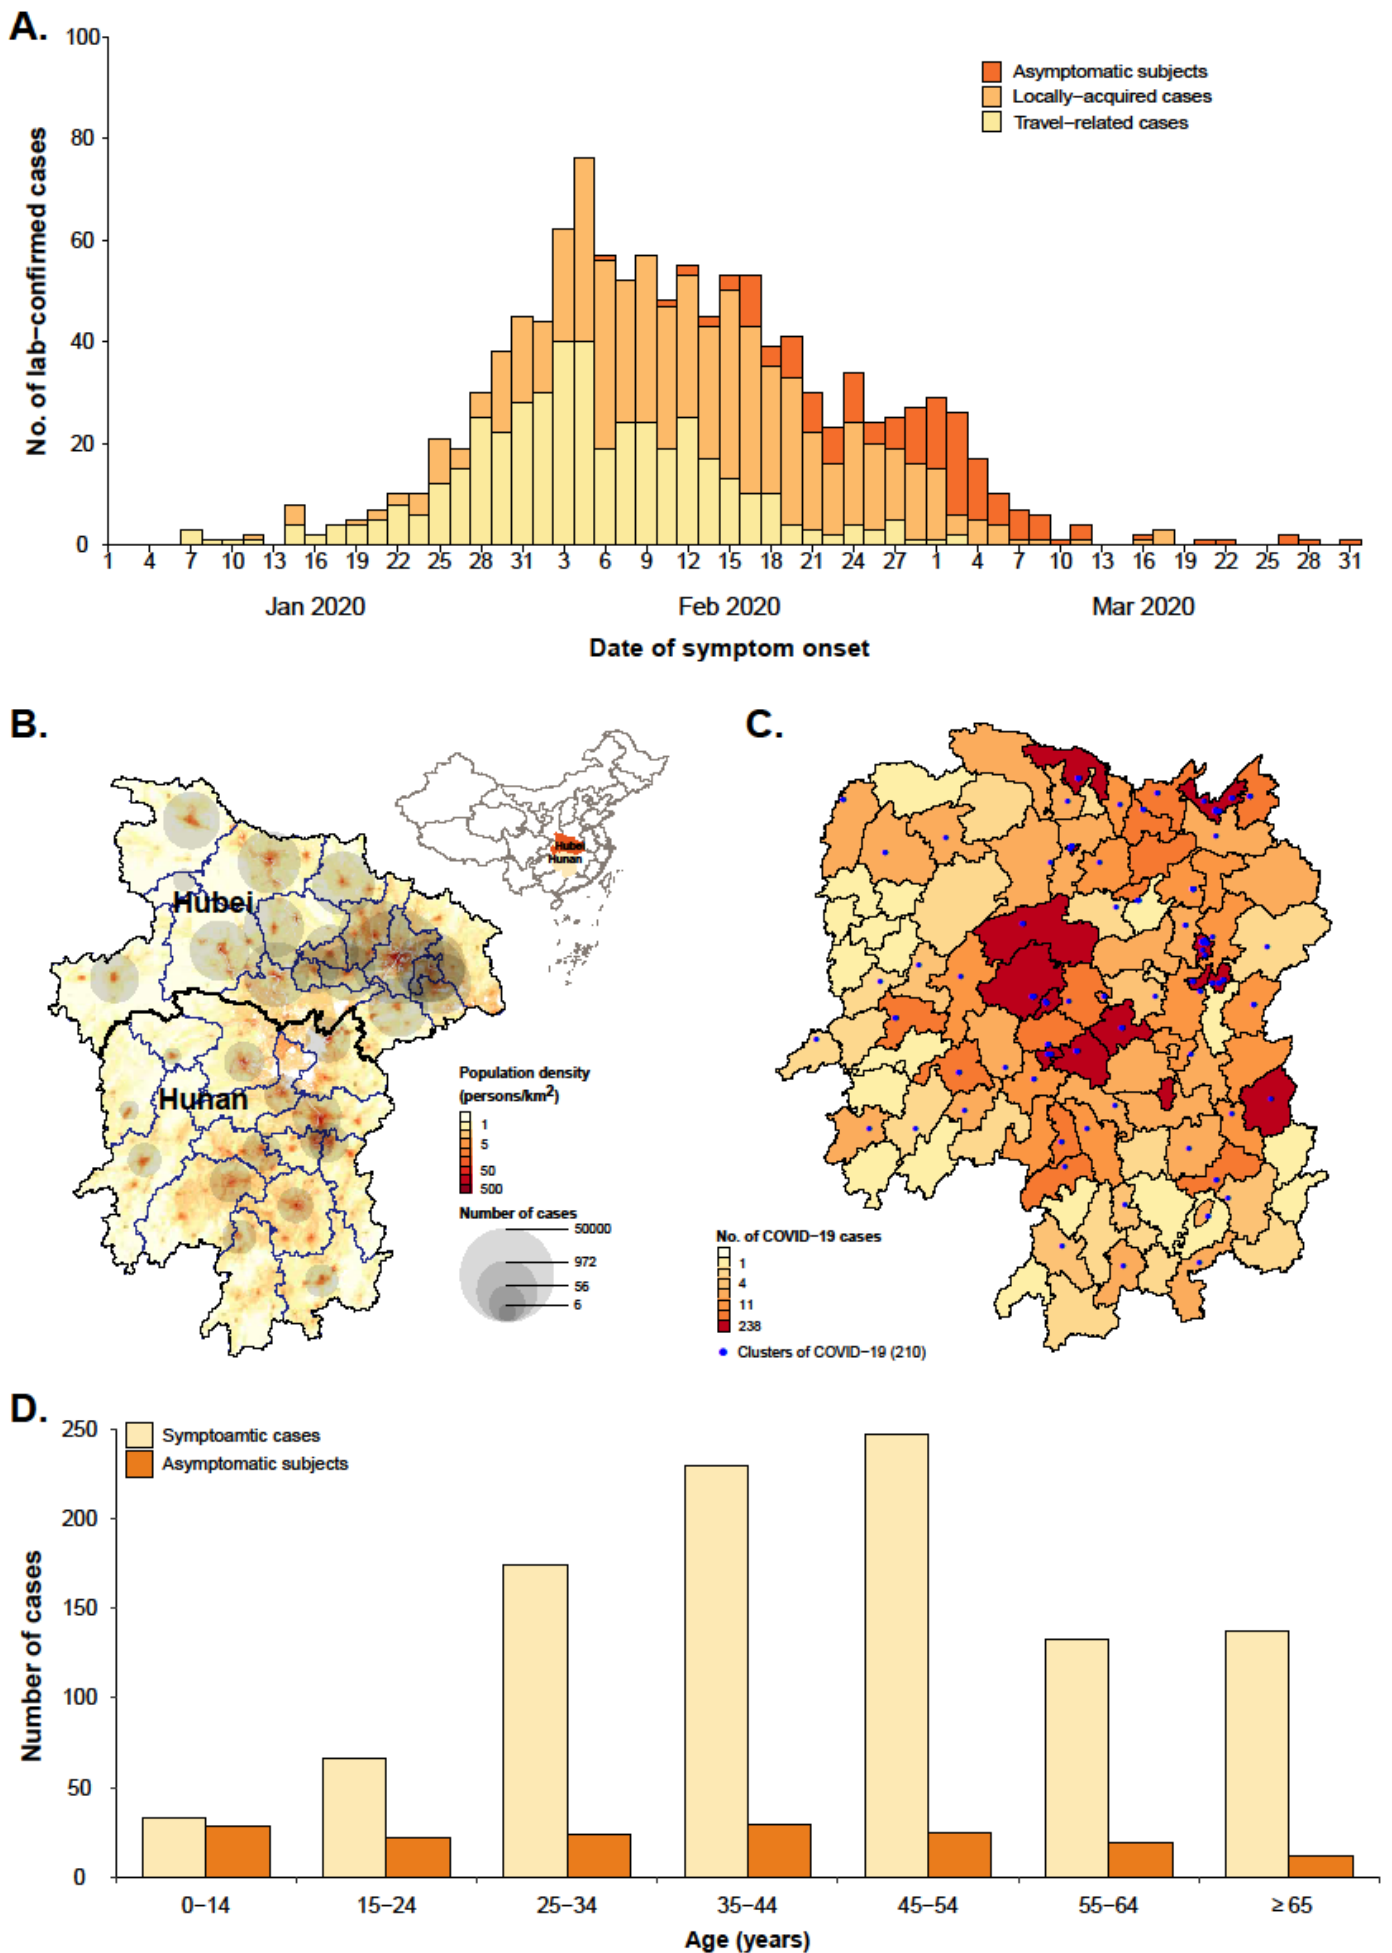 A.
No. of lab−confirmed cases
100
80
60
40
20
0
Asymptomatic subjects
Locally−acquired cases
Travel−related cases
1 4 7 10 13 16 19 22 25 28 31 3 6 9 12 15 18 21 24 27 1 4 7 10 13 16 19 22 25 28 31
Jan 2020 Feb 2020 Mar 2020
Date of symptom onset
B.
Hubei
Hunan
Hubei
Hunan
Population density
(persons/km2)
1
5
50
500
Number of cases
50000
972
56
6
C.
No. of COVID−19 cases
1
4
11
238
Clusters of COVID−19 (210)
D.
Number of cases
250
200
150
100
50
0
Symptoamtic cases
Asymptomatic subjects
0−14 15−24 25−34 35−44 45−54 55−64 ≥ 65
Age (years)